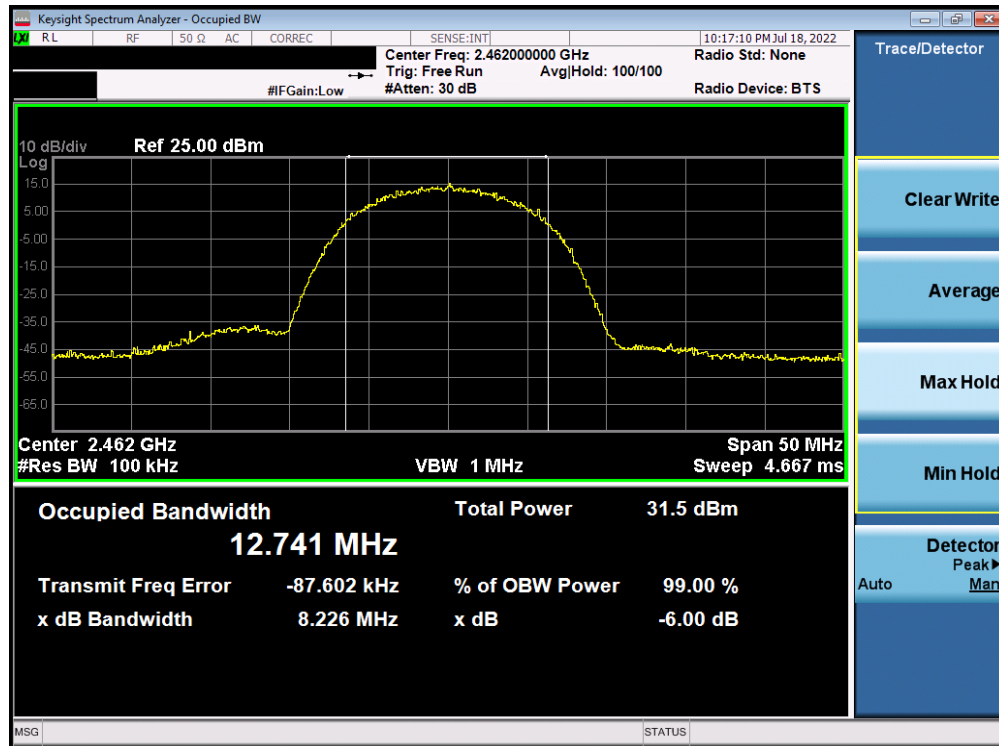 Keysight Spectrum Analyzer - Occupied BW
LXI RL RF 50 Ω AC CORREC SENSE:INT 10:17:10 PM Jul 18, 2022
Center Freq: 2.462000000 GHz Radio Std: None
Trig: Free Run Avg|Hold: 100/100
#IFGain:Low #Atten: 30 dB Radio Device: BTS
10 dB/div Ref 25.00 dBm
Log
15.0
5.00
-5.00
-15.0
-25.0
-35.0
-45.0
-55.0
-65.0
Center 2.462 GHz Span 50 MHz
#Res BW 100 kHz VBW 1 MHz Sweep 4.667 ms
Occupied Bandwidth Total Power 31.5 dBm
12.741 MHz
Transmit Freq Error -87.602 kHz % of OBW Power 99.00 %
x dB Bandwidth 8.226 MHz x dB -6.00 dB
MSG STATUS
Trace/Detector
Clear Write
Average
Max Hold
Min Hold
Detector
Peak▶
Auto Man